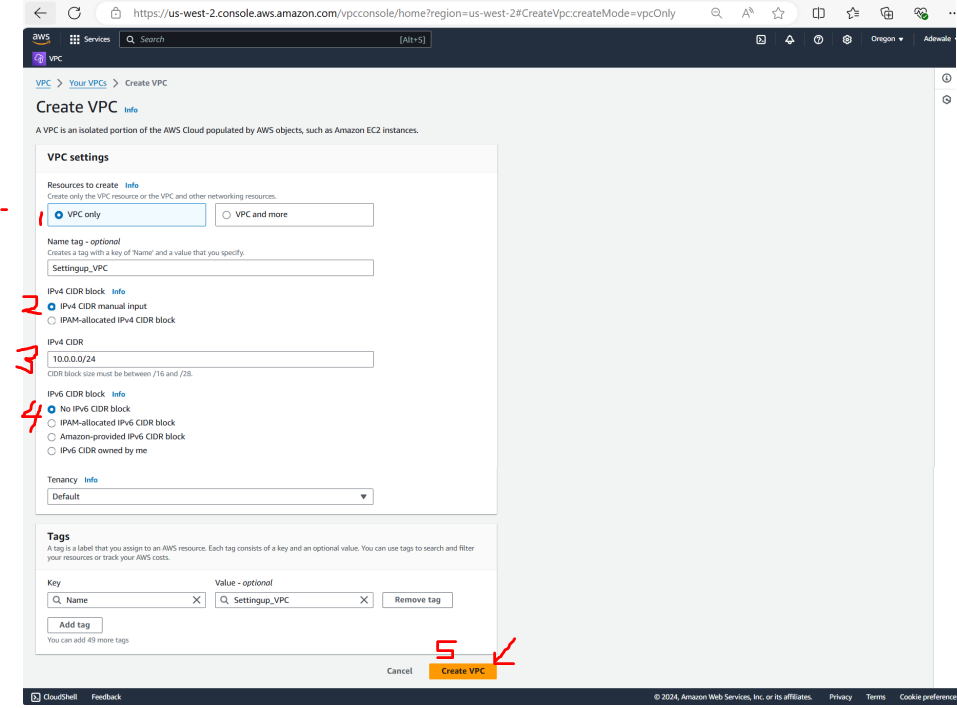 https://us-west-2.console.aws.amazon.com/vpcconsole/home?region=us-west-2#CreateVpc:createMode=vpcOnly
aws Services Search [Alt+S] Oregon Adewale
VPC
VPC > Your VPCs > Create VPC
Create VPC Info
A VPC is an isolated portion of the AWS Cloud populated by AWS objects, such as Amazon EC2 instances.
VPC settings
Resources to create Info
Create only the VPC resource or the VPC and other networking resources.
1 VPC only VPC and more
Name tag - optional
Creates a tag with a key of 'Name' and a value that you specify.
Settingup_VPC
IPv4 CIDR block Info
2 IPv4 CIDR manual input
IPAM-allocated IPv4 CIDR block
IPv4 CIDR
3 10.0.0.0/24
CIDR block size must be between /16 and /28.
IPv6 CIDR block Info
4 No IPv6 CIDR block
IPAM-allocated IPv6 CIDR block
Amazon-provided IPv6 CIDR block
IPv6 CIDR owned by me
Tenancy Info
Default
Tags
A tag is a label that you assign to an AWS resource. Each tag consists of a key and an optional value. You can use tags to search and filter
your resources or track your AWS costs.
Key Value - optional
Name Settingup_VPC Remove tag
Add tag
You can add 49 more tags
5
Cancel Create VPC
CloudShell Feedback © 2024, Amazon Web Services, Inc. or its affiliates. Privacy Terms Cookie preference